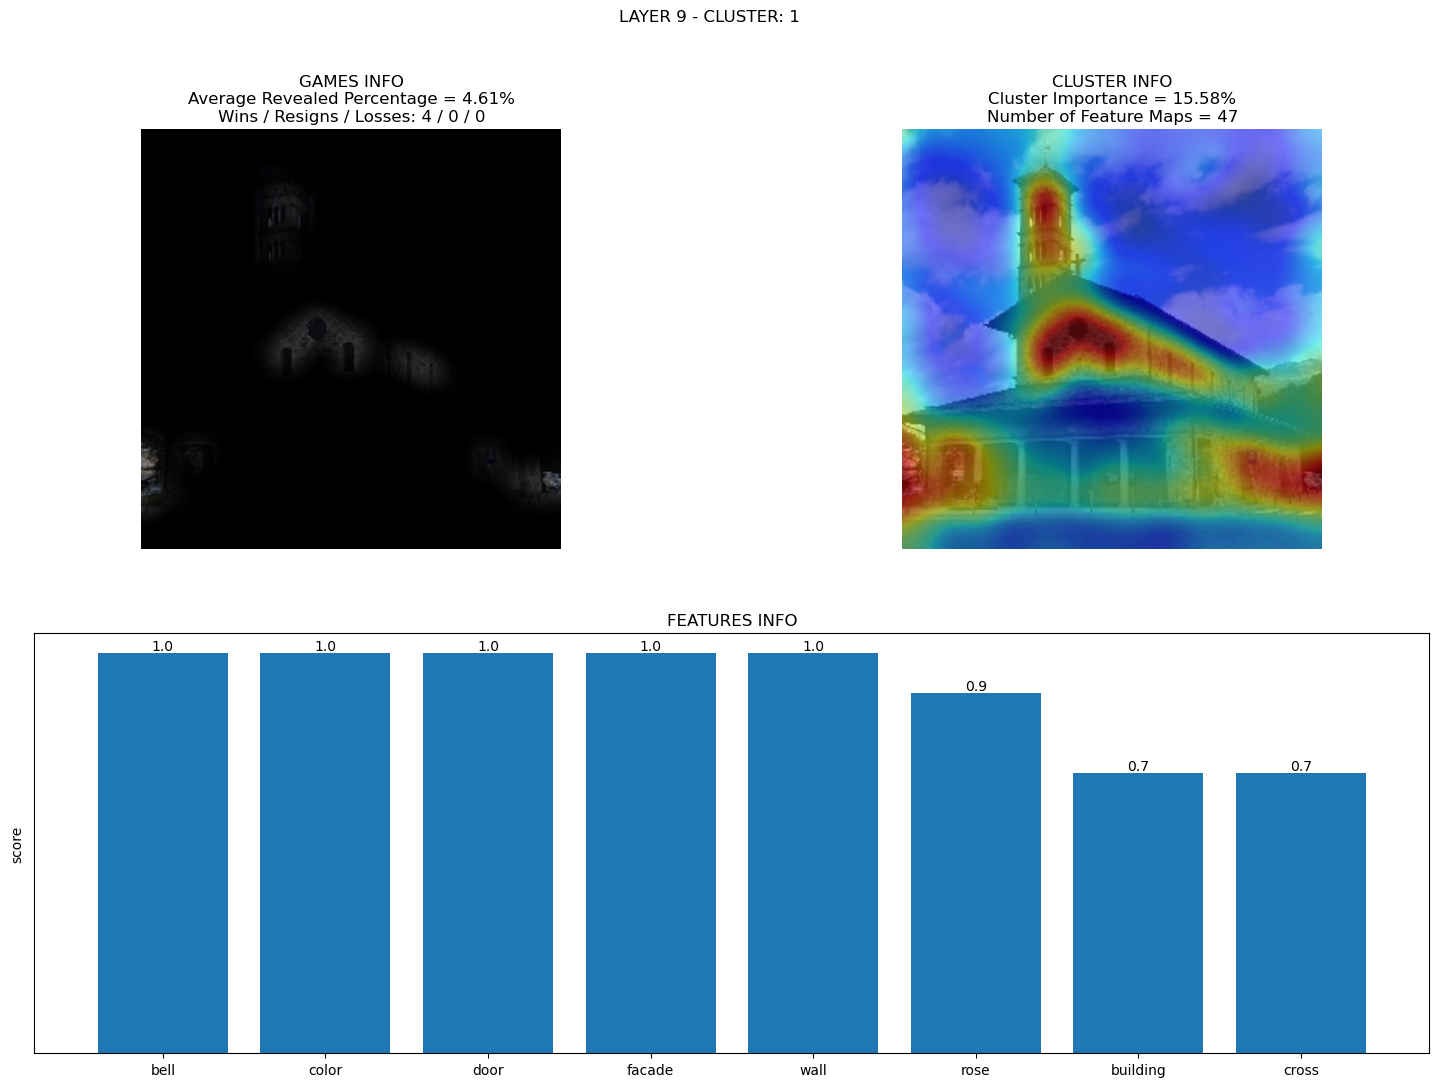 LAYER 9 - CLUSTER: 1
GAMES INFO
Average Revealed Percentage = 4.61%
Wins / Resigns / Losses: 4 / 0 / 0
CLUSTER INFO
Cluster Importance = 15.58%
Number of Feature Maps = 47
FEATURES INFO
1.0 1.0 1.0 1.0 1.0 0.9 0.7 0.7
score
bell color door facade wall rose building cross